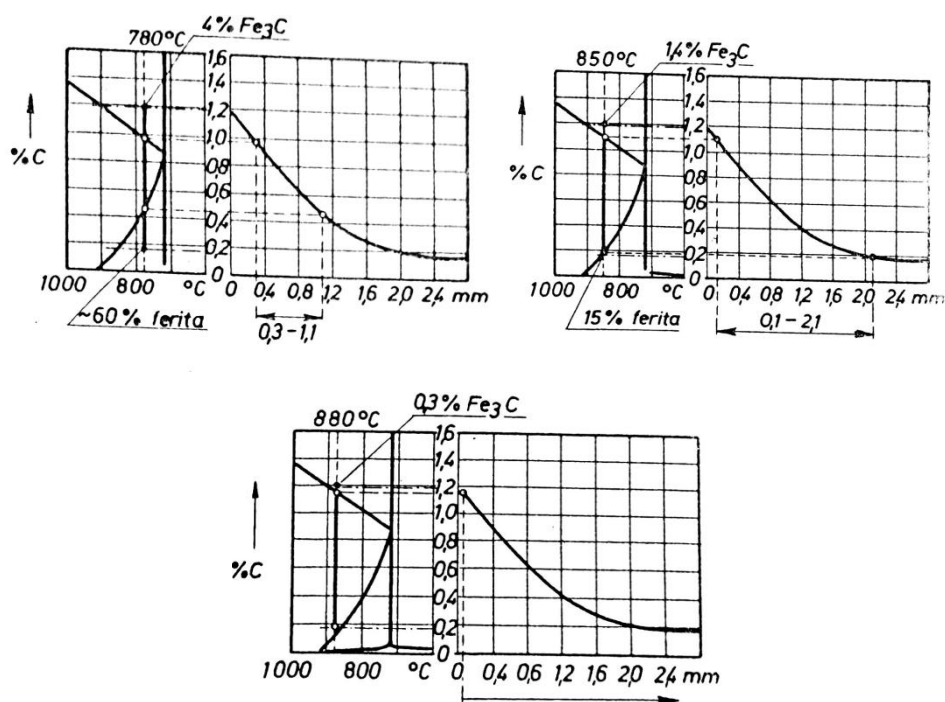 4% Fe₃C
780°C
1,6
1,4
1,2
1,0
0,8
0,6
0,4
0,2
0
% C
1000 800 °C 0 0,4 0,8 1,2 1,6 2,0 2,4 mm
~60% ferita
0,3–1,1
1,4% Fe₃C
850°C
1,6
1,4
1,2
1,0
0,8
0,6
0,4
0,2
0
% C
1000 800 °C 0 0,4 0,8 1,2 1,6 2,0 2,4 mm
15% ferita
0,1–2,1
0,3% Fe₃C
880°C
1,6
1,4
1,2
1,0
0,8
0,6
0,4
0,2
0
%C
1000 800 °C 0 0,4 0,6 1,2 1,6 2,0 2,4 mm